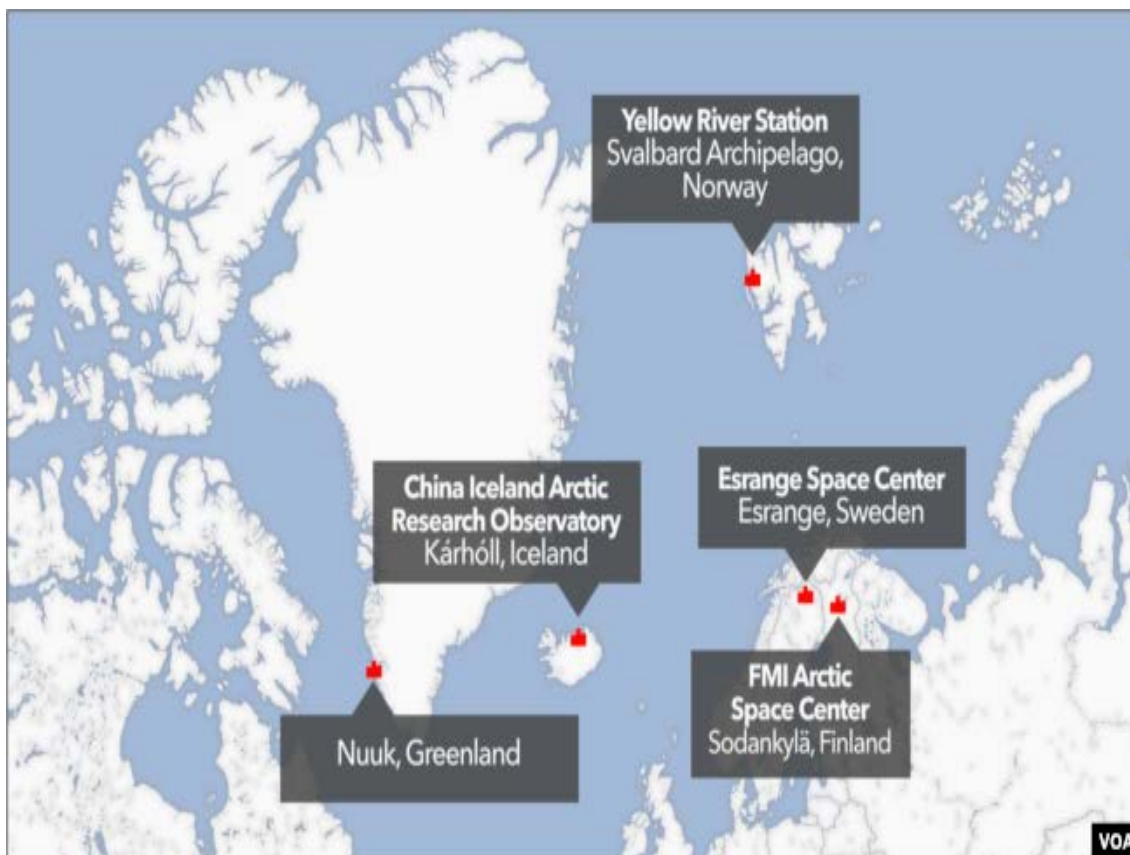 Yellow River Station
Svalbard Archipelago,
Norway
China Iceland Arctic
Research Observatory
Kárhóll, Iceland
Esrange Space Center
Esrange, Sweden
FMI Arctic
Space Center
Sodankylä, Finland
Nuuk, Greenland
VOA